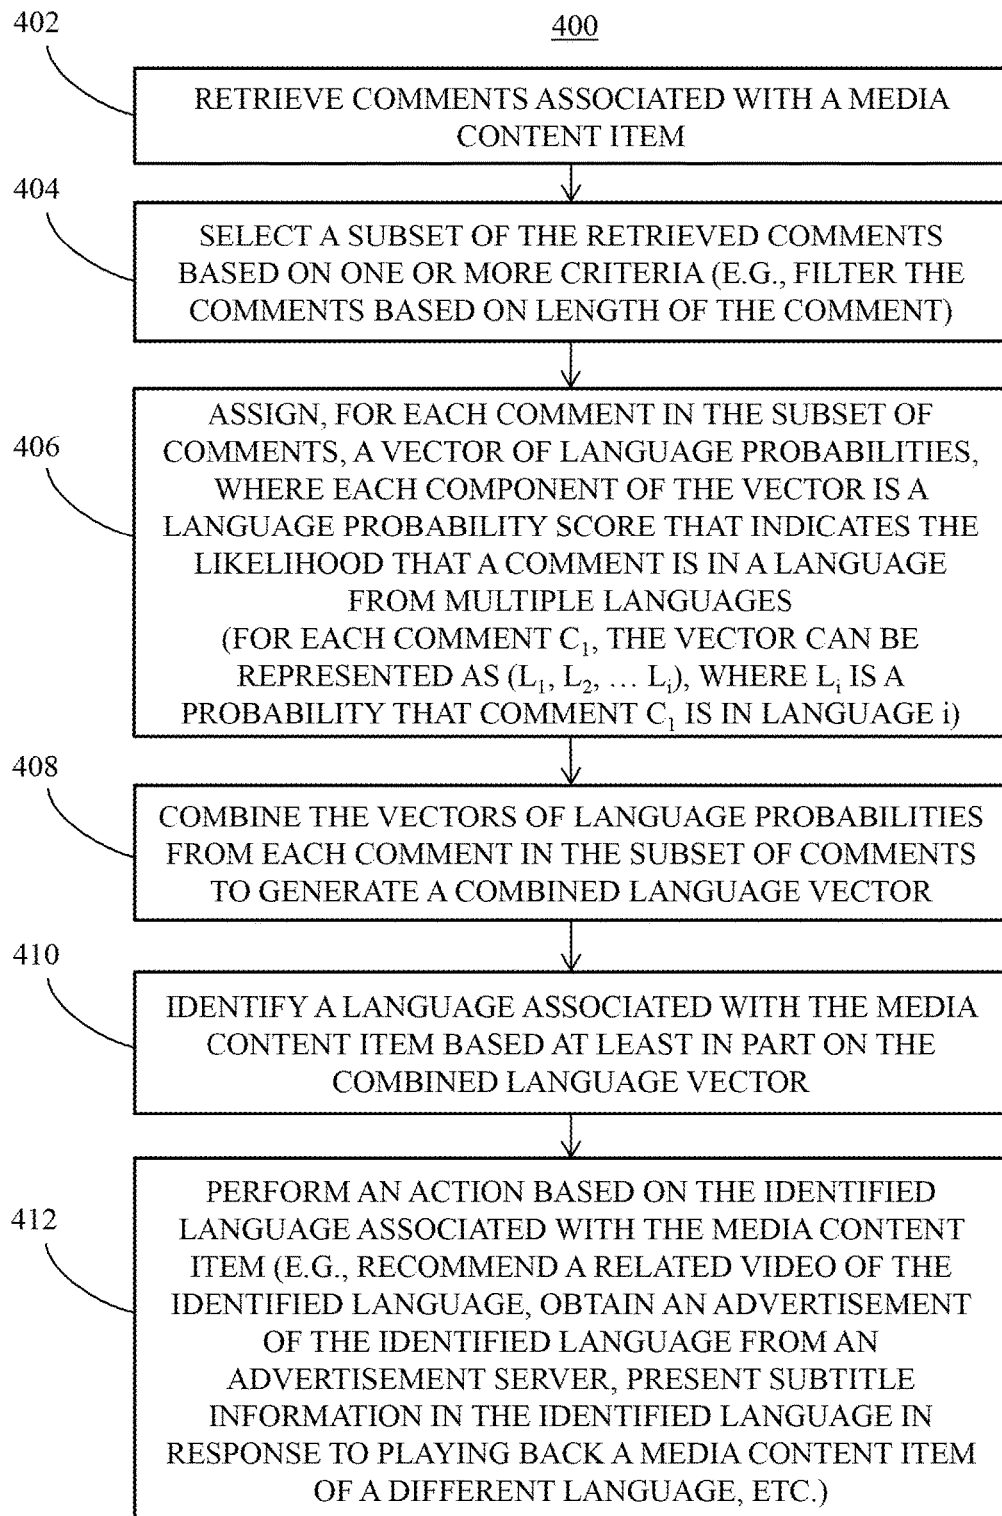 402
400
RETRIEVE COMMENTS ASSOCIATED WITH A MEDIA
CONTENT ITEM
404
SELECT A SUBSET OF THE RETRIEVED COMMENTS
BASED ON ONE OR MORE CRITERIA (E.G., FILTER THE
COMMENTS BASED ON LENGTH OF THE COMMENT)
406
ASSIGN, FOR EACH COMMENT IN THE SUBSET OF
COMMENTS, A VECTOR OF LANGUAGE PROBABILITIES,
WHERE EACH COMPONENT OF THE VECTOR IS A
LANGUAGE PROBABILITY SCORE THAT INDICATES THE
LIKELIHOOD THAT A COMMENT IS IN A LANGUAGE
FROM MULTIPLE LANGUAGES
(FOR EACH COMMENT C₁, THE VECTOR CAN BE
REPRESENTED AS (L₁, L₂, … Lᵢ), WHERE Lᵢ IS A
PROBABILITY THAT COMMENT C₁ IS IN LANGUAGE i)
408
COMBINE THE VECTORS OF LANGUAGE PROBABILITIES
FROM EACH COMMENT IN THE SUBSET OF COMMENTS
TO GENERATE A COMBINED LANGUAGE VECTOR
410
IDENTIFY A LANGUAGE ASSOCIATED WITH THE MEDIA
CONTENT ITEM BASED AT LEAST IN PART ON THE
COMBINED LANGUAGE VECTOR
412
PERFORM AN ACTION BASED ON THE IDENTIFIED
LANGUAGE ASSOCIATED WITH THE MEDIA CONTENT
ITEM (E.G., RECOMMEND A RELATED VIDEO OF THE
IDENTIFIED LANGUAGE, OBTAIN AN ADVERTISEMENT
OF THE IDENTIFIED LANGUAGE FROM AN
ADVERTISEMENT SERVER, PRESENT SUBTITLE
INFORMATION IN THE IDENTIFIED LANGUAGE IN
RESPONSE TO PLAYING BACK A MEDIA CONTENT ITEM
OF A DIFFERENT LANGUAGE, ETC.)